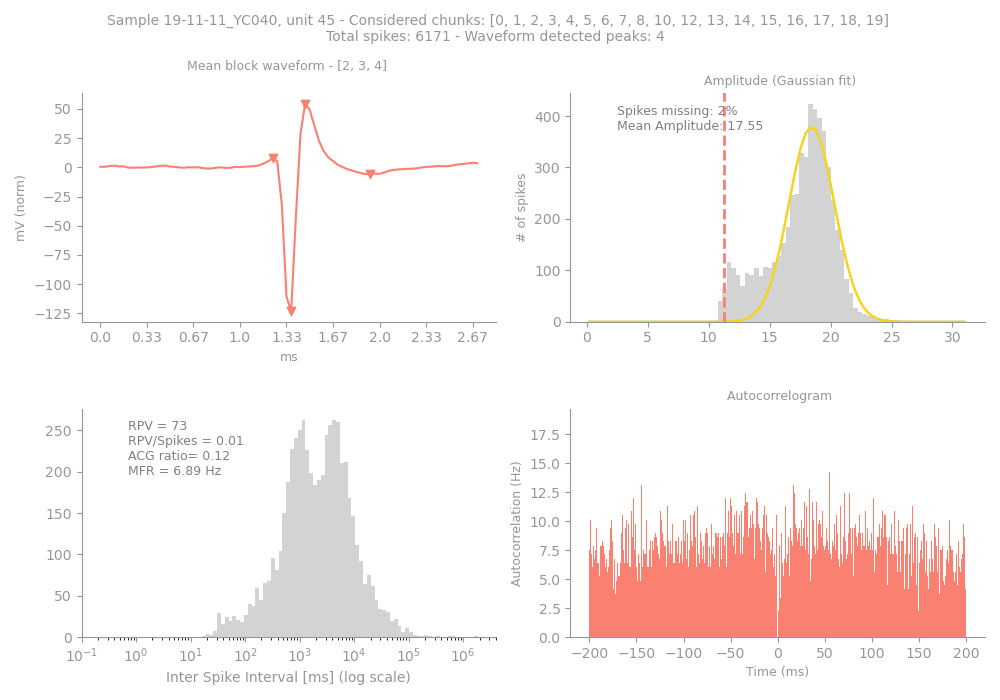 Sample 19-11-11_YC040, unit 45 - Considered chunks: [0, 1, 2, 3, 4, 5, 6, 7, 8, 10, 12, 13, 14, 15, 16, 17, 18, 19]
Total spikes: 6171 - Waveform detected peaks: 4
Mean block waveform - [2, 3, 4]
mV (norm)
50
25
0
−25
−50
−75
−100
−125
0.0 0.33 0.67 1.0 1.33 1.67 2.0 2.33 2.67
ms
Amplitude (Gaussian fit)
Spikes missing: 2%
Mean Amplitude: 17.55
# of spikes
400
300
200
100
0
0 5 10 15 20 25 30
RPV = 73
RPV/Spikes = 0.01
ACG ratio= 0.12
MFR = 6.89 Hz
250
200
150
100
50
0
10−1 100 101 102 103 104 105 106
Inter Spike Interval [ms] (log scale)
Autocorrelogram
Autocorrelation (Hz)
17.5
15.0
12.5
10.0
7.5
5.0
2.5
0.0
−200 −150 −100 −50 0 50 100 150 200
Time (ms)